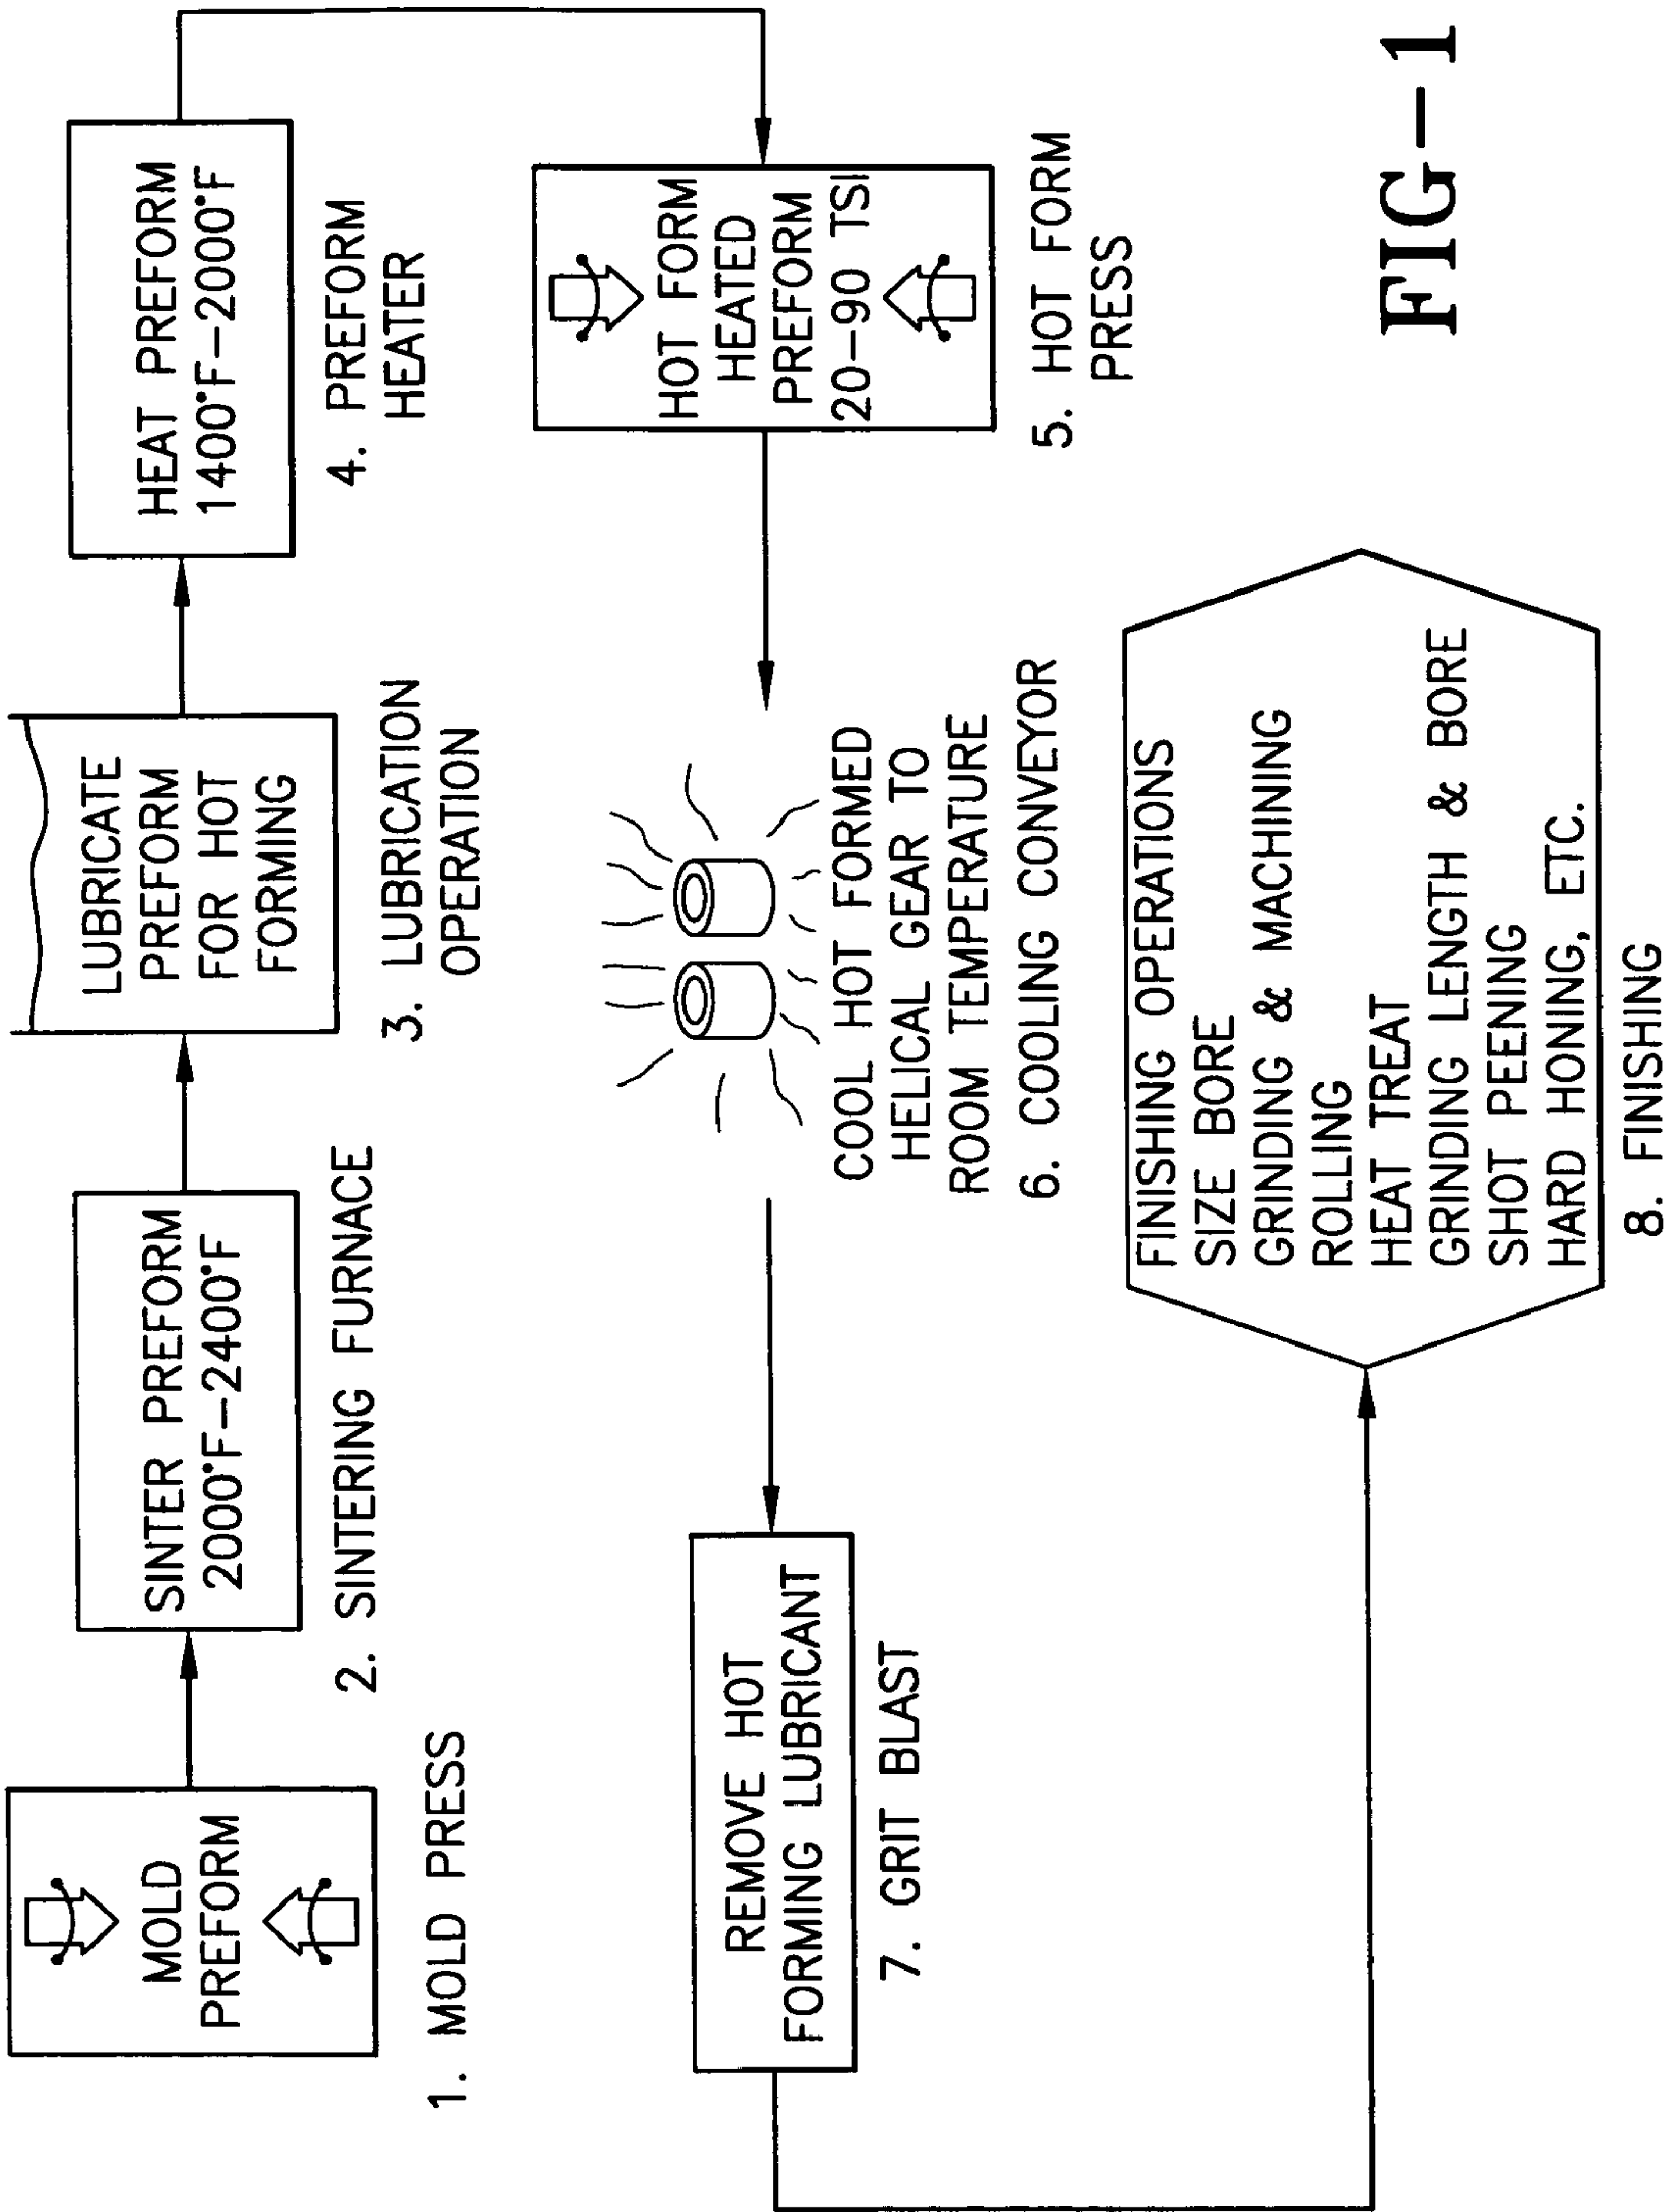 MOLD
PREFORM
1. MOLD PRESS
SINTER PREFORM
2000°F-2400°F
2. SINTERING FURNACE
LUBRICATE
PREFORM
FOR HOT
FORMING
3. LUBRICATION
OPERATION
HEAT PREFORM
1400°F-2000°F
4. PREFORM
HEATER
HOT FORM
HEATED
PREFORM
20-90 TSI
5. HOT FORM
PRESS
COOL HOT FORMED
HELICAL GEAR TO
ROOM TEMPERATURE
6. COOLING CONVEYOR
REMOVE HOT
FORMING LUBRICANT
7. GRIT BLAST
FINISHING OPERATIONS
SIZE BORE
GRINDING & MACHINING
ROLLING
HEAT TREAT
GRINDING LENGTH & BORE
SHOT PEENING
HARD HONING, ETC.
8. FINISHING
FIG-1